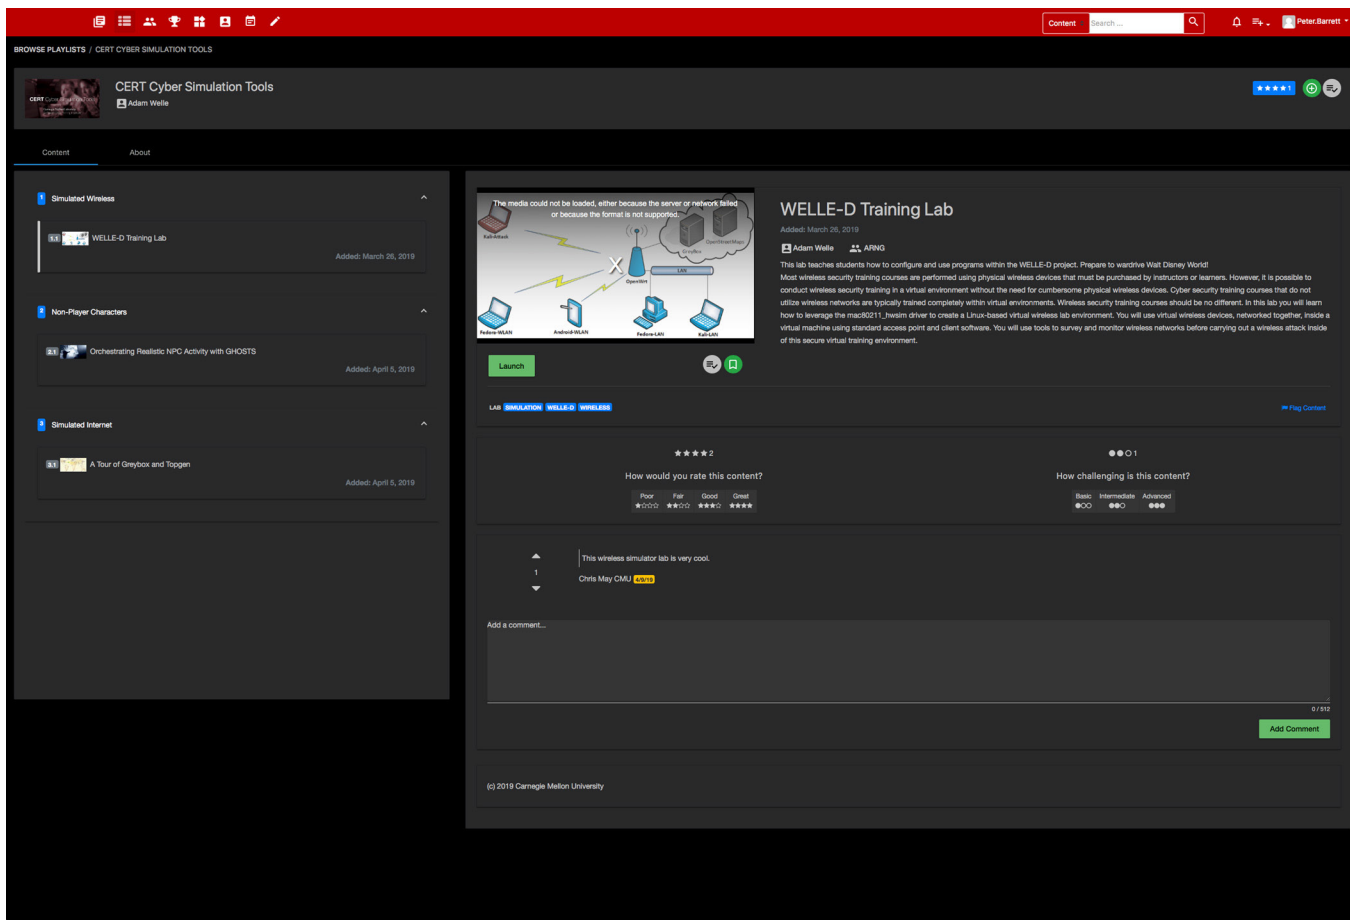 Content
Search ...
Peter.Barrett
BROWSE PLAYLISTS / CERT CYBER SIMULATION TOOLS
CERT Cyber Simulation Tools
Adam Welle
★★★★ 1
Content
About
1 Simulated Wireless
1.1 WELLE-D Training Lab
Added: March 26, 2019
2 Non-Player Characters
2.1 Orchestrating Realistic NPC Activity with GHOSTS
Added: April 5, 2019
3 Simulated Internet
3.1 A Tour of Greybox and Topgen
Added: April 5, 2019
The media could not be loaded, either because the server or network failed
or because the format is not supported.
Kali-Attack
GreyBox
OpenStreet Maps
LAN
OpenWrt
X
Fedora-WLAN
Android-WLAN
Fedora-LAN
Kali-LAN
WELLE-D Training Lab
Added: March 26, 2019
Adam Welle ARNG
This lab teaches students how to configure and use programs within the WELLE-D project. Prepare to wardrive Walt Disney World!
Most wireless security training courses are performed using physical wireless devices that must be purchased by instructors or learners. However, it is possible to
conduct wireless security training in a virtual environment without the need for cumbersome physical wireless devices. Cyber security training courses that do not
utilize wireless networks are typically trained completely within virtual environments. Wireless security training courses should be no different. In this lab you will learn
how to leverage the mac80211_hwsim driver to create a Linux-based virtual wireless lab environment. You will use virtual wireless devices, networked together, inside a
virtual machine using standard access point and client software. You will use tools to survey and monitor wireless networks before carrying out a wireless attack inside
of this secure virtual training environment.
Launch
LAB SIMULATION WELLE-D WIRELESS
Flag Content
★★★★ 2
How would you rate this content?
Poor Fair Good Great
★☆☆☆ ★★☆☆ ★★★☆ ★★★★
●●○ 1
How challenging is this content?
Basic Intermediate Advanced
●○○ ●●○ ●●●
1
This wireless simulator lab is very cool.
Chris May CMU 4/9/19
Add a comment...
0 / 512
Add Comment
(c) 2019 Carnegie Mellon University